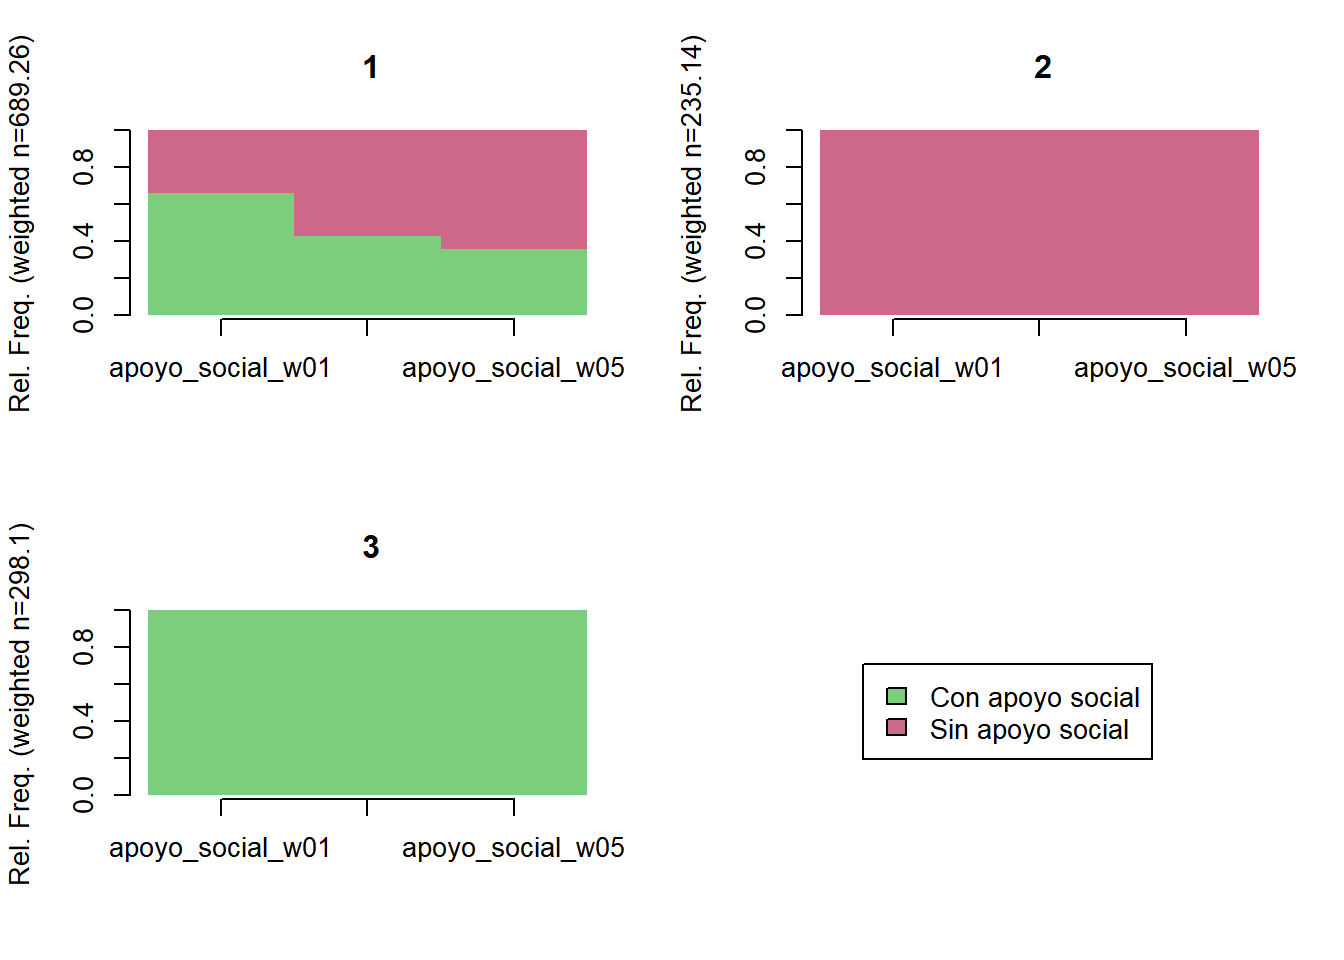 1
Rel. Freq. (weighted n=689.26)
0.8
0.4
0.0
apoyo_social_w01 apoyo_social_w05
2
Rel. Freq. (weighted n=235.14)
0.8
0.4
0.0
apoyo_social_w01 apoyo_social_w05
3
Rel. Freq. (weighted n=298.1)
0.8
0.4
0.0
apoyo_social_w01 apoyo_social_w05
Con apoyo social
Sin apoyo social